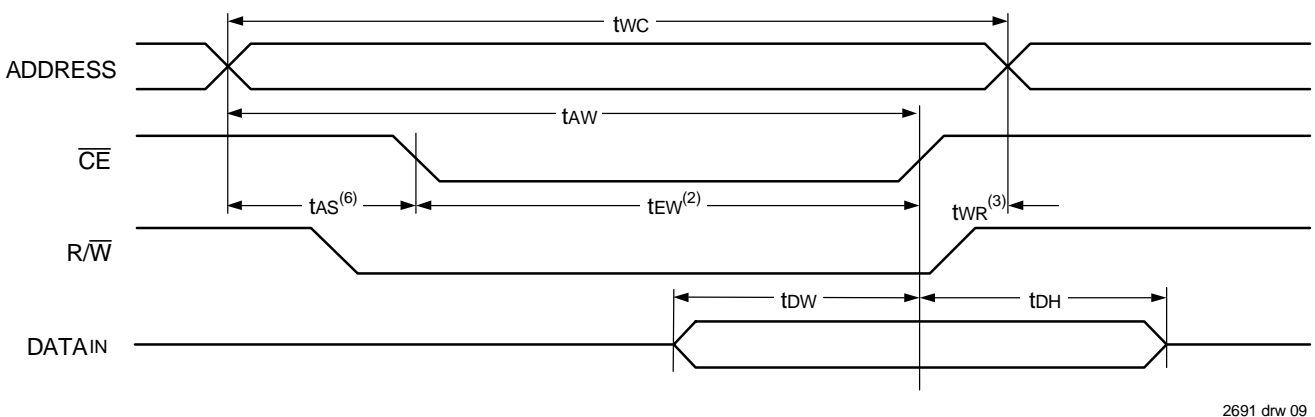 tWC
ADDRESS
tAW
CE
tAS(6) tEW(2) tWR(3)
R/W
tDW tDH
DATAIN
2691 drw 09